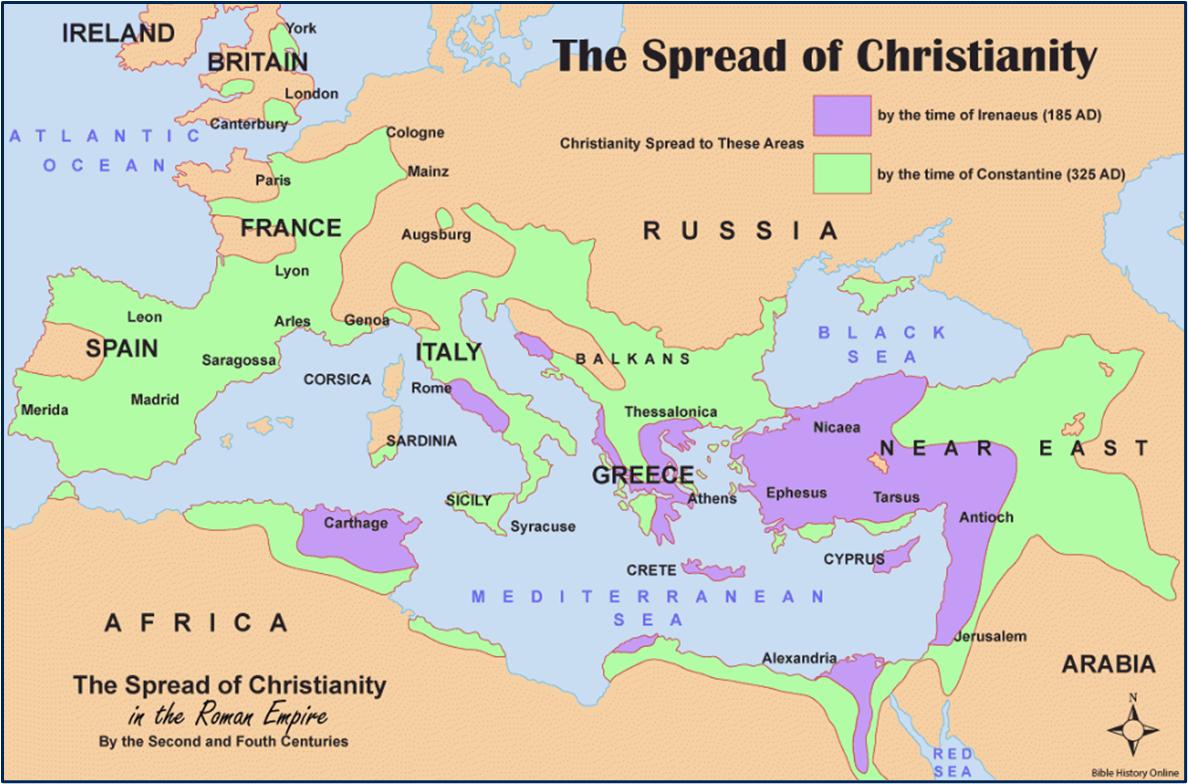 The Spread of Christianity
Christianity Spread to These Areas
by the time of Irenaeus (185 AD)
by the time of Constantine (325 AD)
IRELAND
York
BRITAIN
London
Canterbury
ATLANTIC
OCEAN
Cologne
Paris
Mainz
FRANCE
Augsburg
RUSSIA
Lyon
Leon
Arles
Genoa
SPAIN
ITALY
BALKANS
BLACK
SEA
Saragossa
CORSICA
Rome
Madrid
Merida
Thessalonica
Nicaea
SARDINIA
NEAR EAST
GREECE
SICILY
Athens
Ephesus
Tarsus
Syracuse
Carthage
Antioch
CRETE
CYPRUS
MEDITERRANEAN
SEA
AFRICA
Alexandria
Jerusalem
ARABIA
The Spread of Christianity
in the Roman Empire
By the Second and Fouth Centuries
N
RED
SEA
Bible History Online